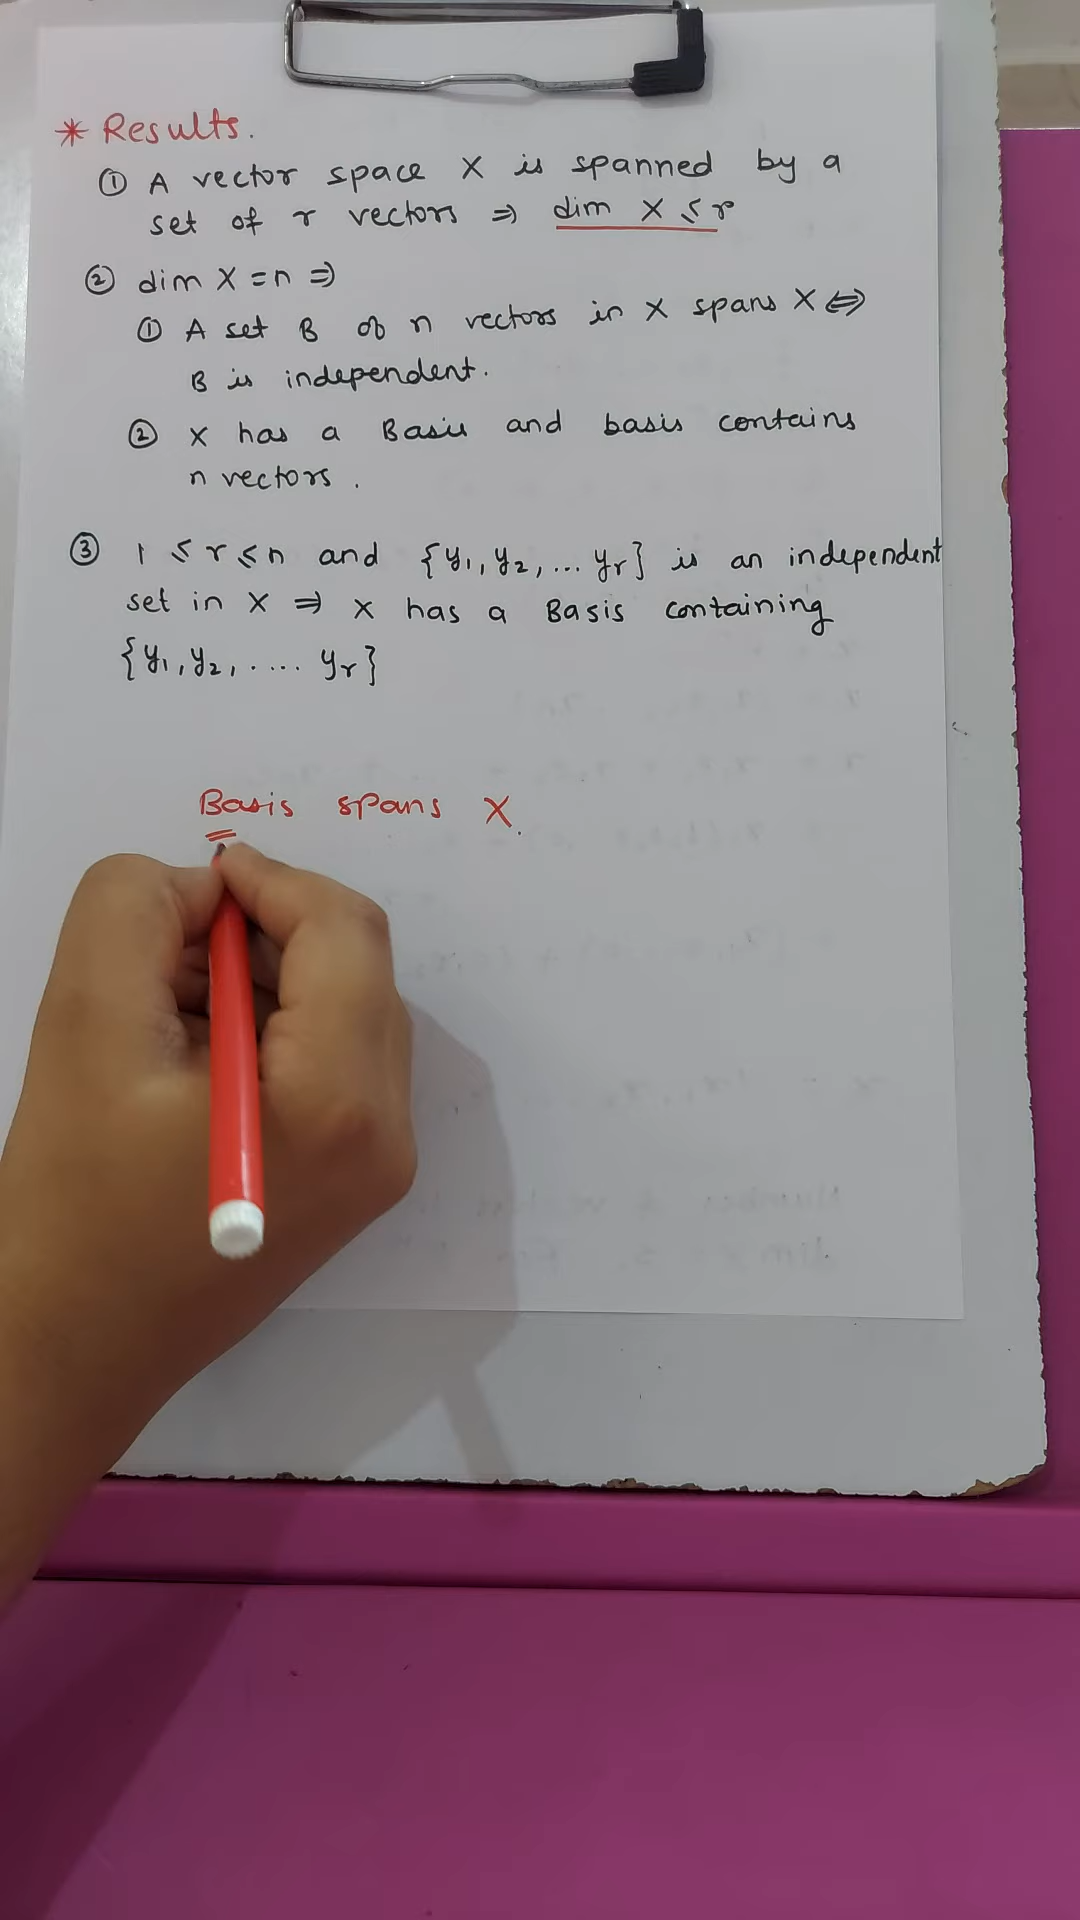 * Results.
① A vector space X is spanned by a
set of r vectors ⇒ dim X ≤ r
② dim X = n ⇒
① A set B of n vectors in X spans X ⇔
B is independent.
② X has a Basis and basis contains
n vectors.
③ 1 ≤ r ≤ n and {y₁, y₂, ... yᵣ} is an independent
set in X ⇒ X has a Basis containing
{y₁, y₂, .... yᵣ}
Basis spans X.